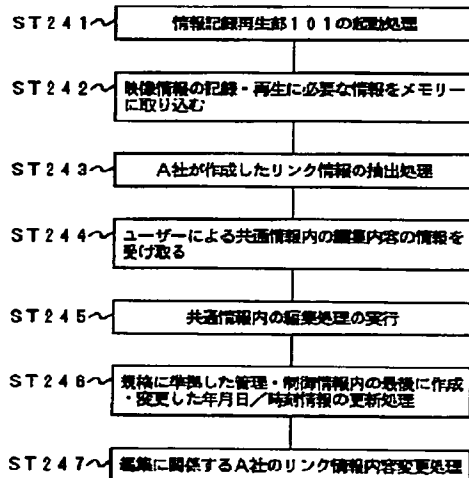 ST241
情報記録再生部101の起動処理
ST242
映像情報の記録・再生に必要な情報をメモリー
に取り込む
ST243
A社が作成したリンク情報の抽出処理
ST244
ユーザーによる共通情報内の編集内容の情報を
受け取る
ST245
共通情報内の編集処理の実行
ST246
規格に準拠した管理・制御情報内の最後に作成
・変更した年月日/時刻情報の更新処理
ST247
編集に関係するA社のリンク情報内容変更処理